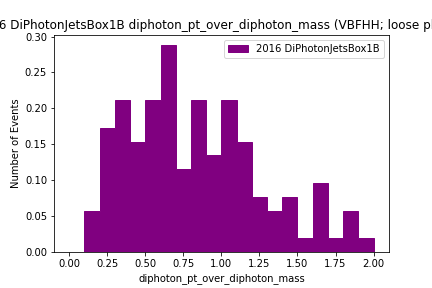 6 DiPhotonJetsBox1B diphoton_pt_over_diphoton_mass (VBFHH; loose p
2016 DiPhotonJetsBox1B
0.30
0.25
0.20
0.15
0.10
0.05
0.00
Number of Events
0.00 0.25 0.50 0.75 1.00 1.25 1.50 1.75 2.00
diphoton_pt_over_diphoton_mass